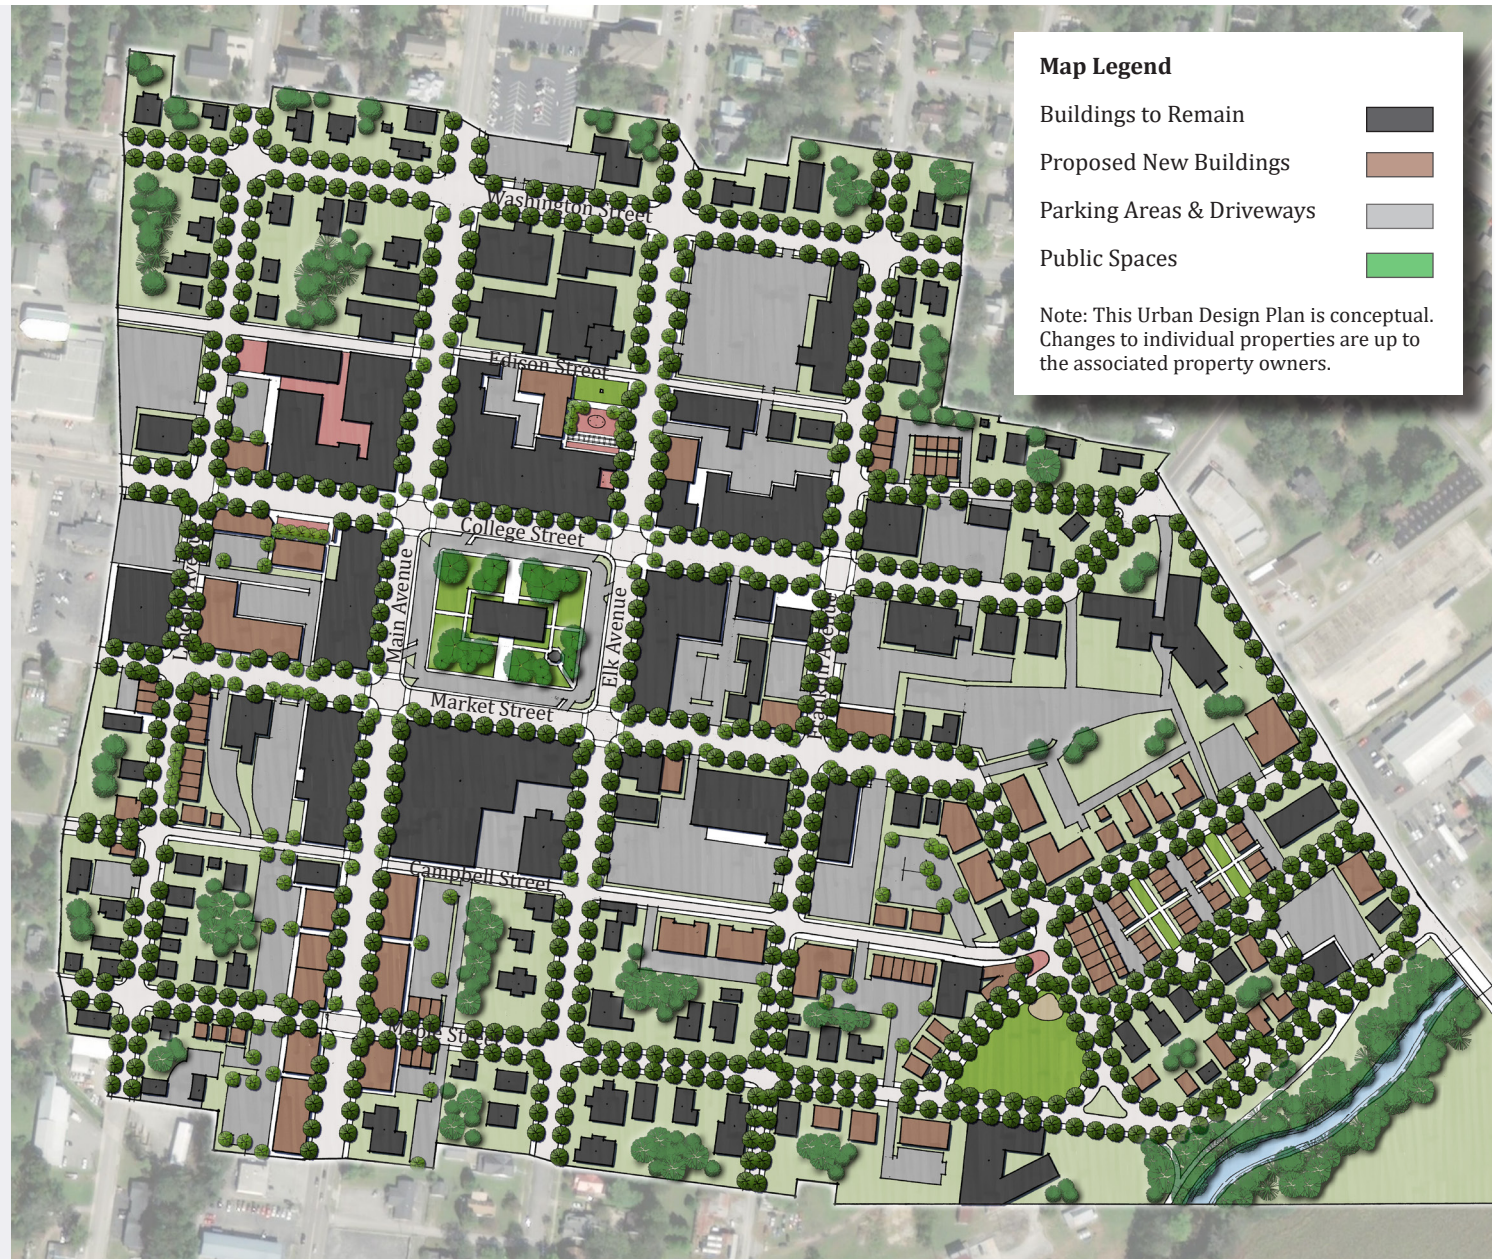 Map Legend
Buildings to Remain
Proposed New Buildings
Parking Areas & Driveways
Public Spaces
Note: This Urban Design Plan is conceptual.
Changes to individual properties are up to
the associated property owners.
Washington Street
Edison Street
College Street
Main Avenue
Elk Avenue
Market Street
Campbell Street
Street